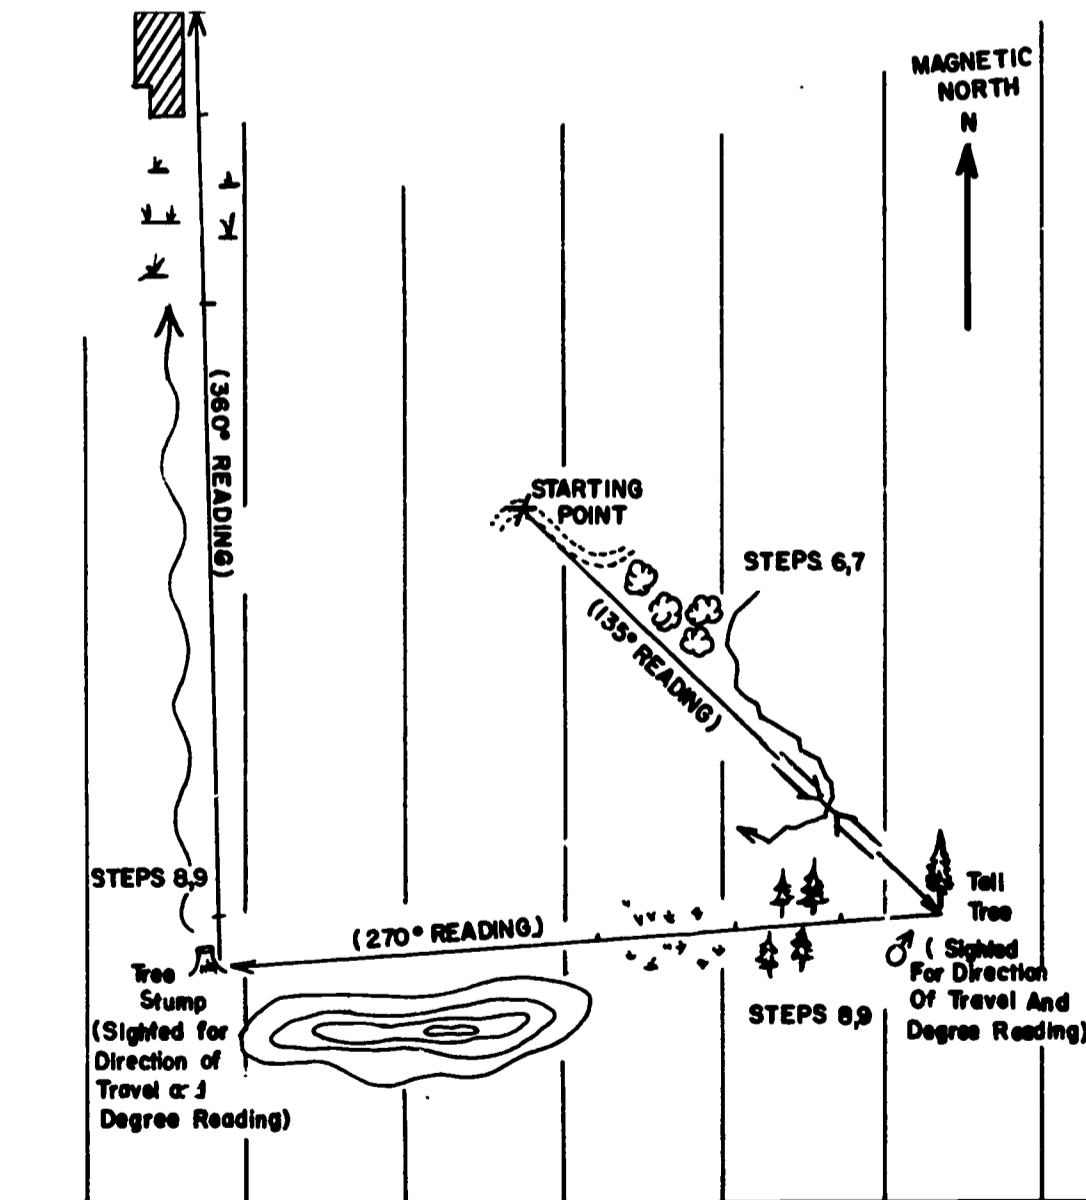 MAGNETIC
NORTH
N
(360° READING)
STARTING
POINT
STEPS 6,7
(135° READING)
STEPS 8,9
(270° READING)
Tall
Tree
( Sighted
For Direction
Of Travel And
Degree Reading)
STEPS 8,9
Tree
Stump
(Sighted for
Direction of
Travel
Degree Reading)